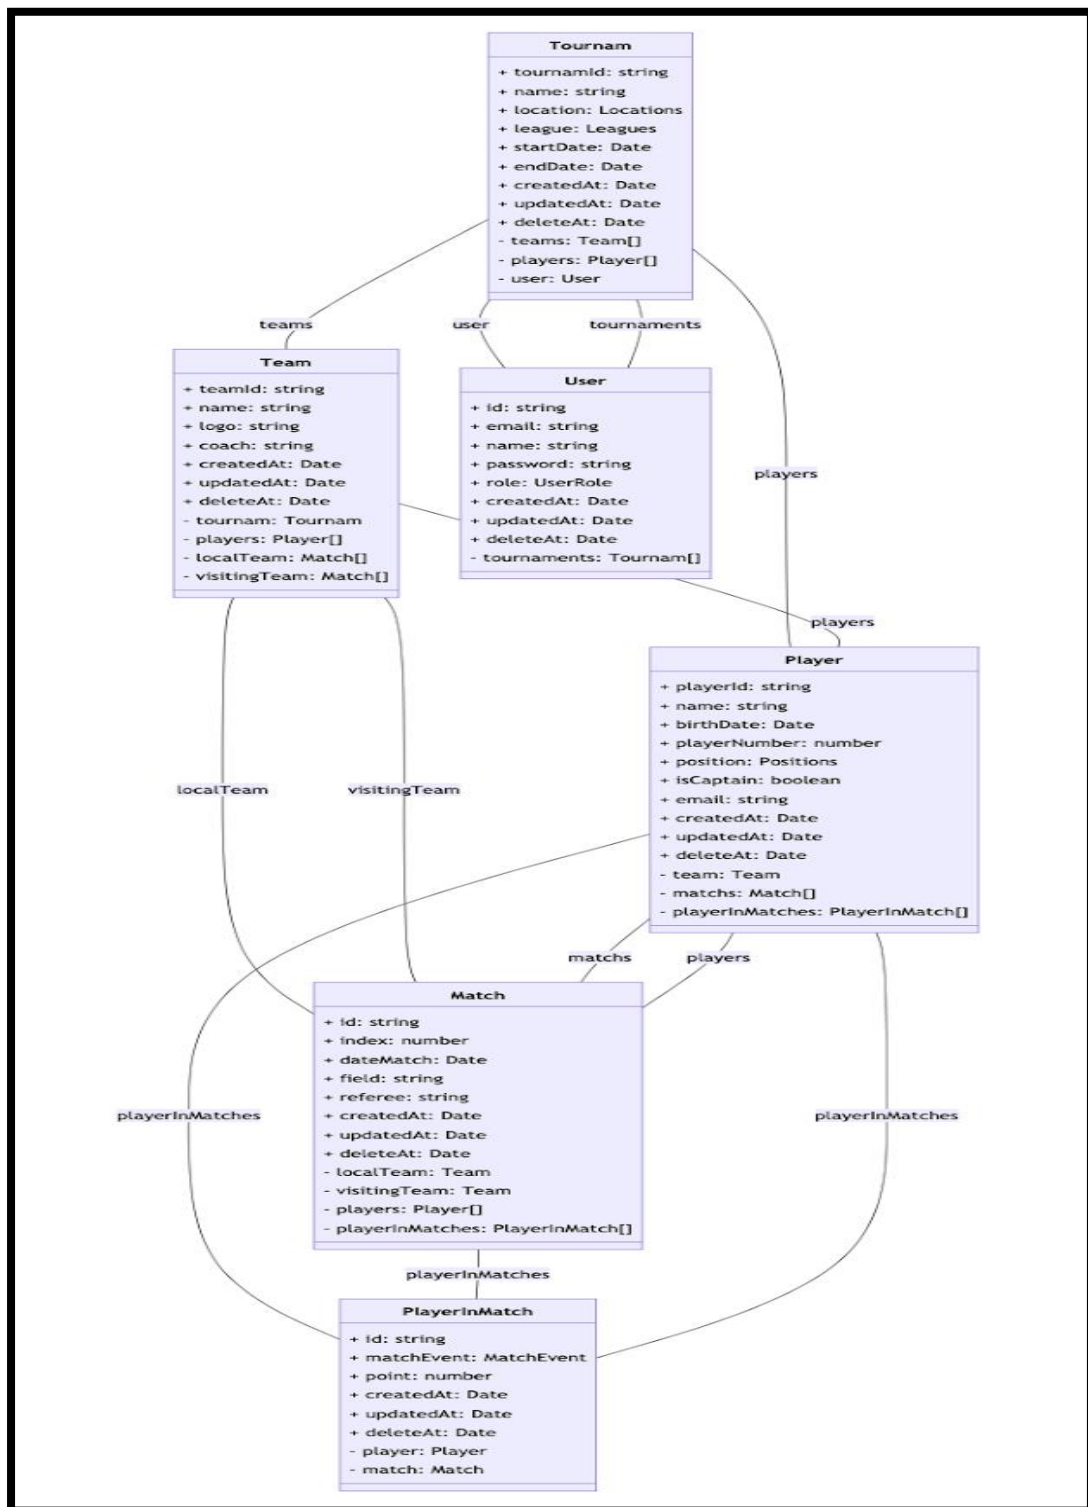 Tournam
+ tournamId: string
+ name: string
+ location: Locations
+ league: Leagues
+ startDate: Date
+ endDate: Date
+ createdAt: Date
+ updatedAt: Date
+ deleteAt: Date
- teams: Team[]
- players: Player[]
- user: User
teams
user
tournaments
Team
+ teamId: string
+ name: string
+ logo: string
+ coach: string
+ createdAt: Date
+ updatedAt: Date
+ deleteAt: Date
- tournam: Tournam
- players: Player[]
- localTeam: Match[]
- visitingTeam: Match[]
User
+ id: string
+ email: string
+ name: string
+ password: string
+ role: UserRole
+ createdAt: Date
+ updatedAt: Date
+ deleteAt: Date
- tournaments: Tournam[]
players
players
Player
+ playerId: string
+ name: string
+ birthDate: Date
+ playerNumber: number
+ position: Positions
+ isCaptain: boolean
+ email: string
+ createdAt: Date
+ updatedAt: Date
+ deleteAt: Date
- team: Team
- matchs: Match[]
- playerInMatches: PlayerInMatch[]
localTeam
visitingTeam
matchs
players
Match
+ id: string
+ index: number
+ dateMatch: Date
+ field: string
+ referee: string
+ createdAt: Date
+ updatedAt: Date
+ deleteAt: Date
- localTeam: Team
- visitingTeam: Team
- players: Player[]
- playerInMatches: PlayerInMatch[]
playerInMatches
playerInMatches
playerInMatches
PlayerInMatch
+ id: string
+ matchEvent: MatchEvent
+ point: number
+ createdAt: Date
+ updatedAt: Date
+ deleteAt: Date
- player: Player
- match: Match